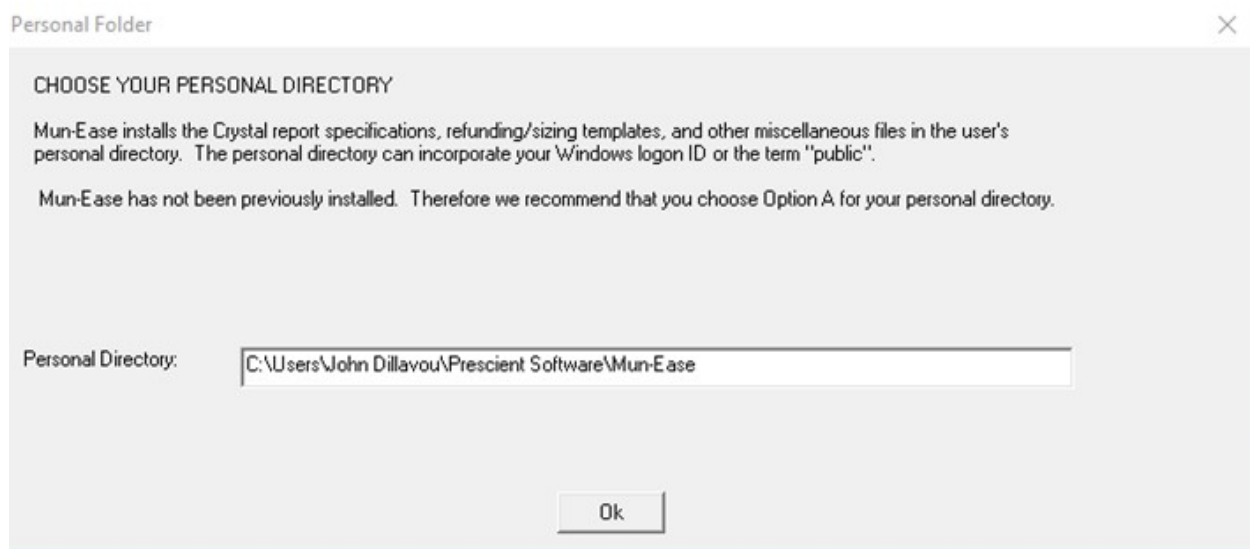 Personal Folder
CHOOSE YOUR PERSONAL DIRECTORY
Mun-Ease installs the Crystal report specifications, refunding/sizing templates, and other miscellaneous files in the user's
personal directory.  The personal directory can incorporate your Windows logon ID or the term "public".
Mun-Ease has not been previously installed.  Therefore we recommend that you choose Option A for your personal directory.
Personal Directory: C:\Users\John Dillavou\Prescient Software\Mun-Ease
Ok